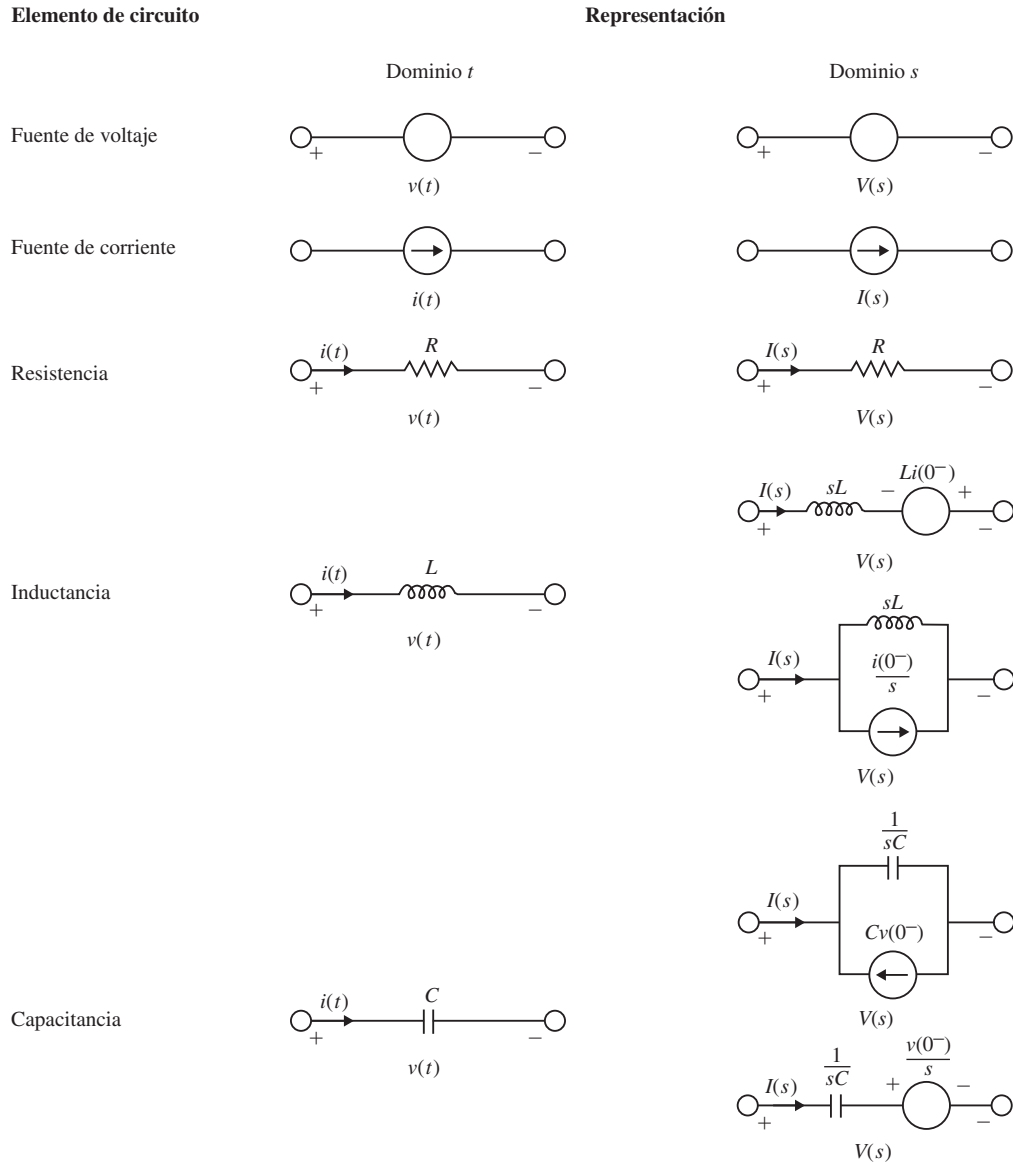 Elemento de circuito
Representación
Dominio t
Dominio s
Fuente de voltaje
+
−
v(t)
+
−
V(s)
Fuente de corriente
i(t)
I(s)
Resistencia
i(t)
R
+
−
v(t)
I(s)
R
+
−
V(s)
I(s)
sL
−
Li(0−)
+
+
−
V(s)
Inductancia
i(t)
L
+
−
v(t)
sL
I(s)
i(0−)
s
+
−
V(s)
1
sC
I(s)
Cv(0−)
+
−
V(s)
Capacitancia
i(t)
C
+
−
v(t)
I(s)
1
sC
+
v(0−)
s
−
+
−
V(s)